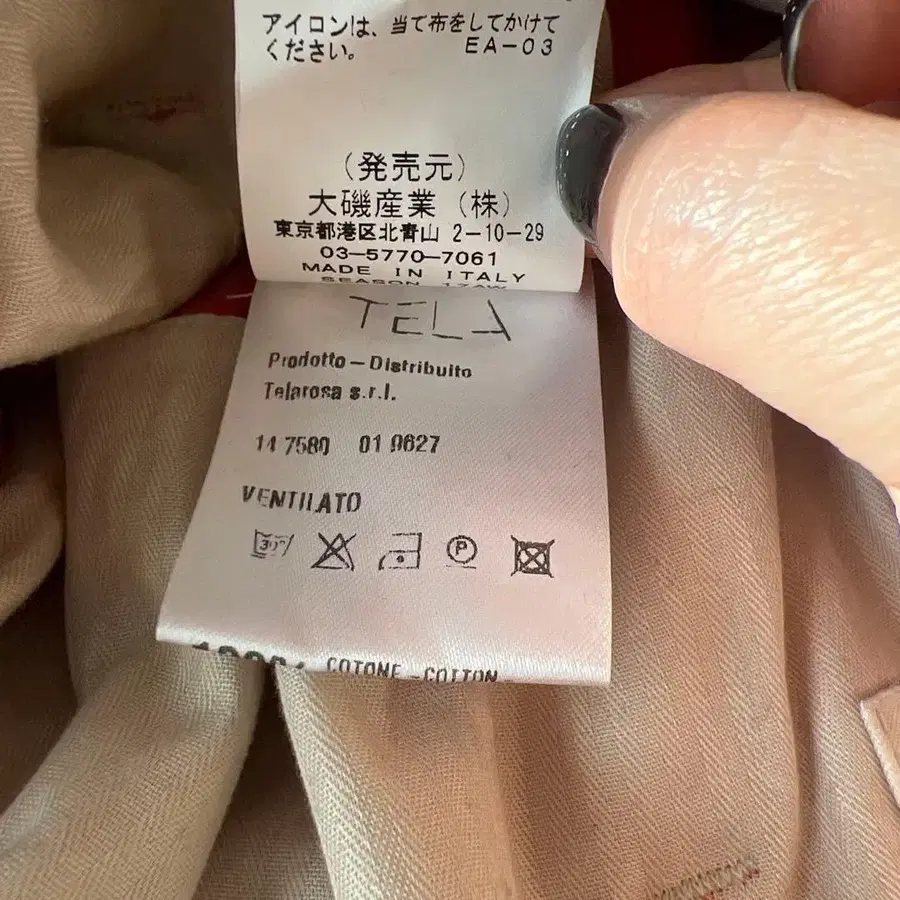 アイロンは、当て布をしてかけて
ください。 EA-03
(発売元)
大磯産業(株)
東京都港区北青山 2-10-29
03-5770-7061
MADE IN ITALY
TELA
Prodotto - Distribuito
Telarosa s.r.l.
14 7580 01 0627
VENTILATO
30°
P
COTONE - COTTON